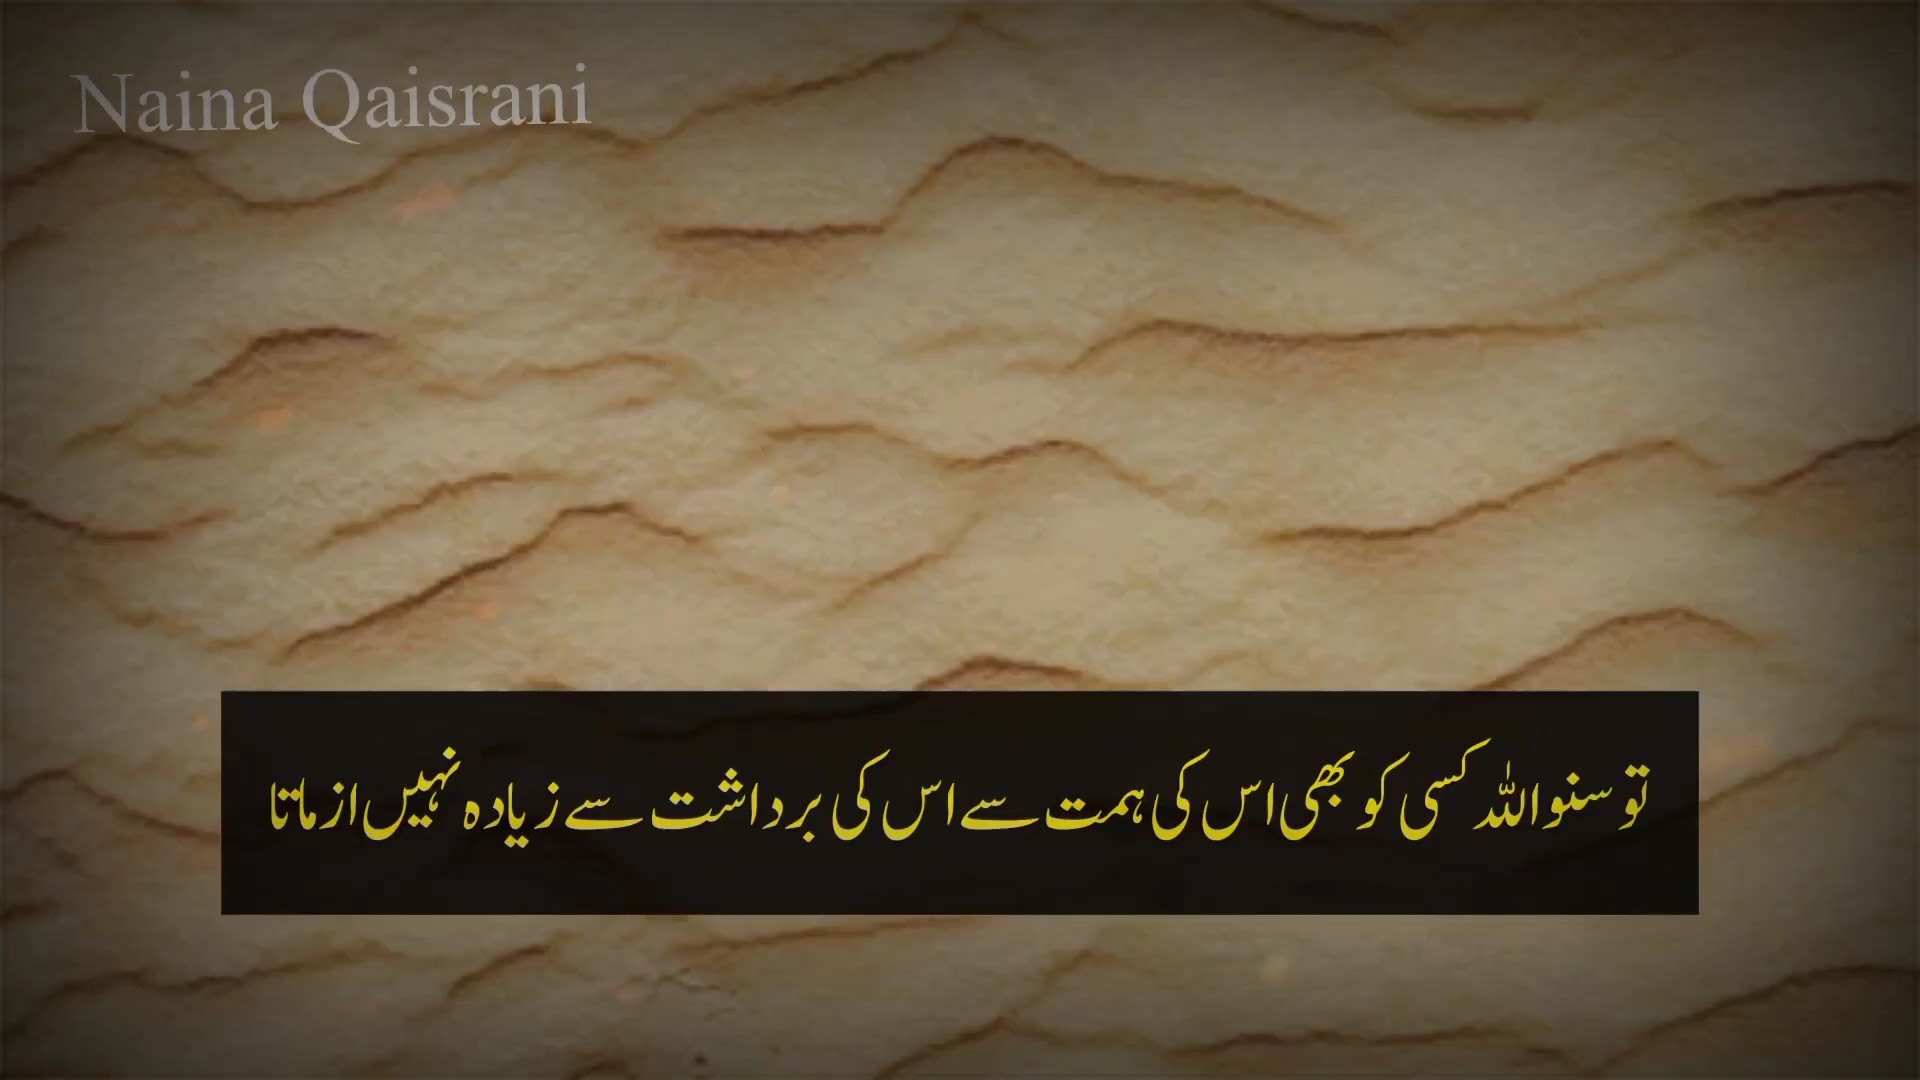 Naina Qaisrani
تو سنو اللہ کسی کو بھی اس کی ہمت سے اس کی برداشت سے زیادہ نہیں ازماتا